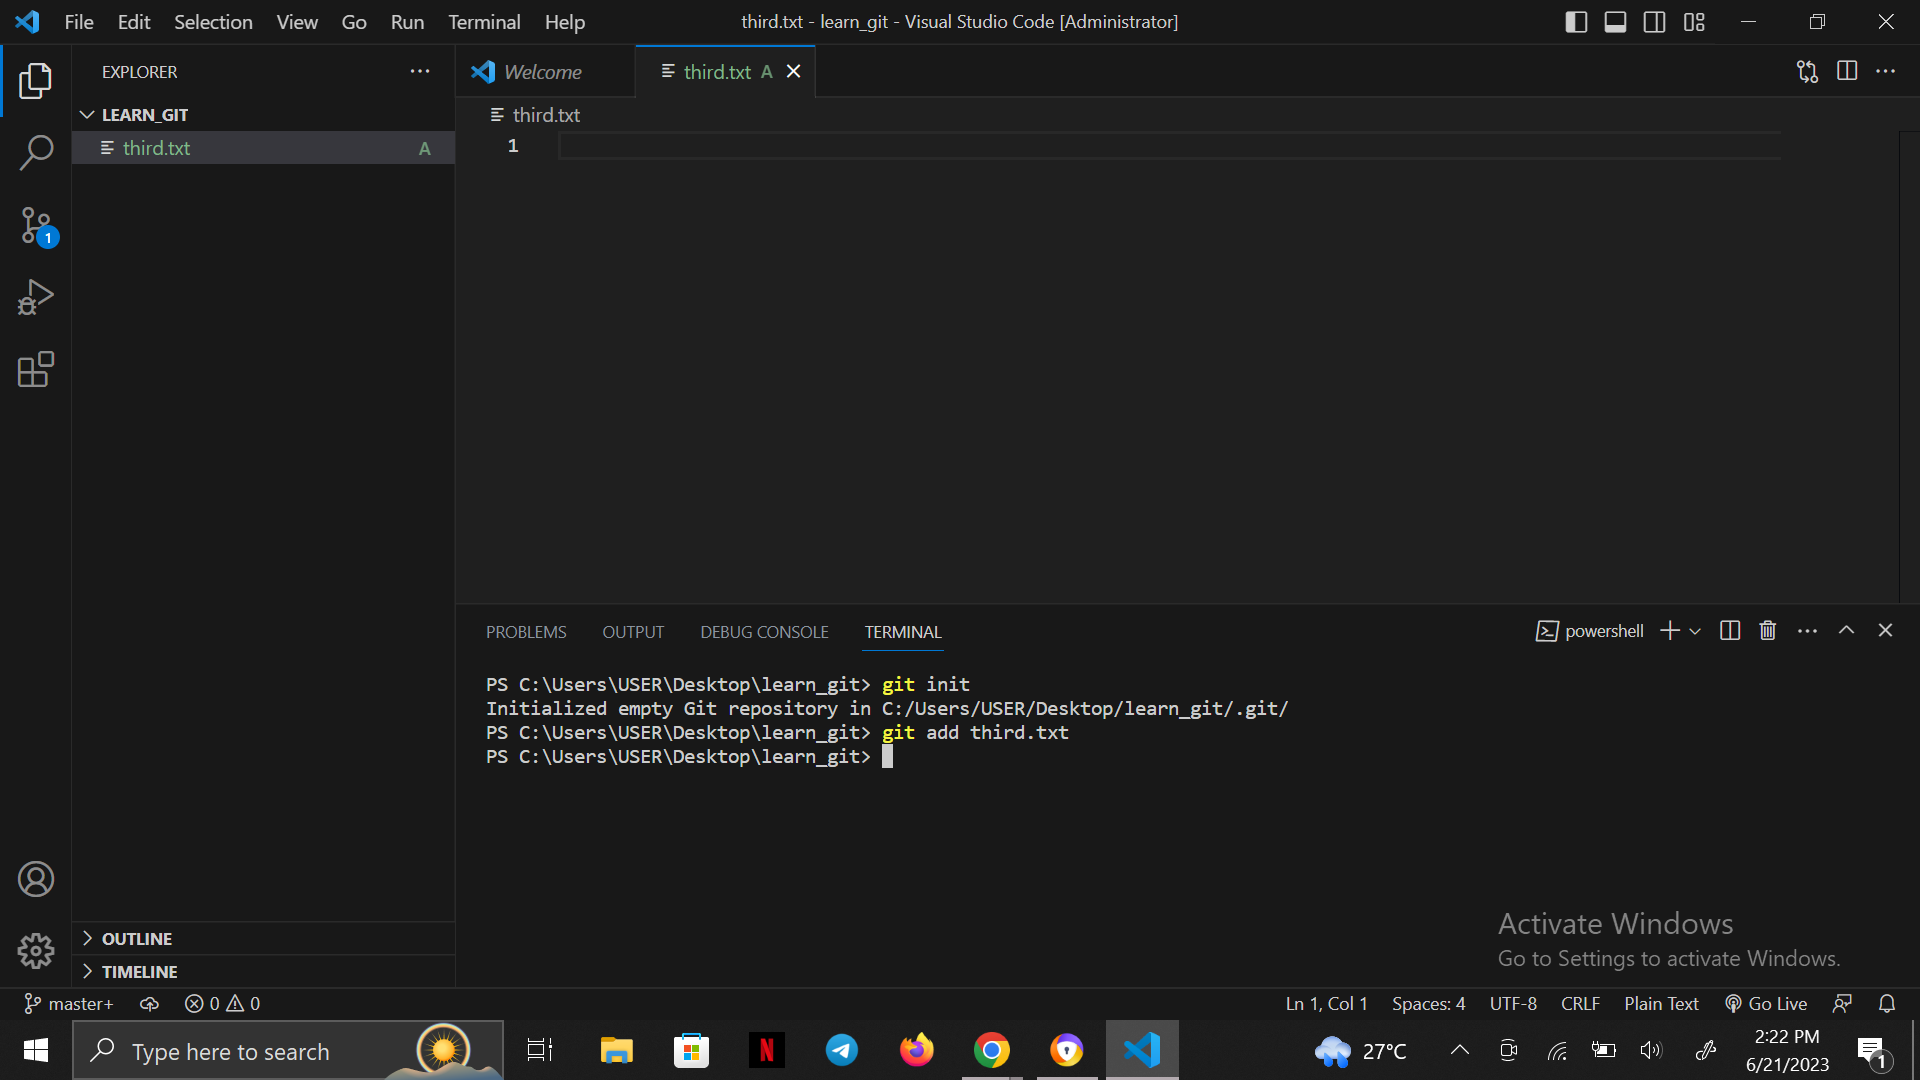 File Edit Selection View Go Run Terminal Help
third.txt - learn_git - Visual Studio Code [Administrator]
EXPLORER
LEARN_GIT
third.txt A
1
OUTLINE
TIMELINE
Welcome
third.txt A
third.txt
1
PROBLEMS OUTPUT DEBUG CONSOLE TERMINAL
powershell
PS C:\Users\USER\Desktop\learn_git> git init
Initialized empty Git repository in C:/Users/USER/Desktop/learn_git/.git/
PS C:\Users\USER\Desktop\learn_git> git add third.txt
PS C:\Users\USER\Desktop\learn_git>
Activate Windows
Go to Settings to activate Windows.
master+ 0 0
Ln 1, Col 1 Spaces: 4 UTF-8 CRLF Plain Text Go Live
Type here to search
N
27°C
2:22 PM
6/21/2023
1